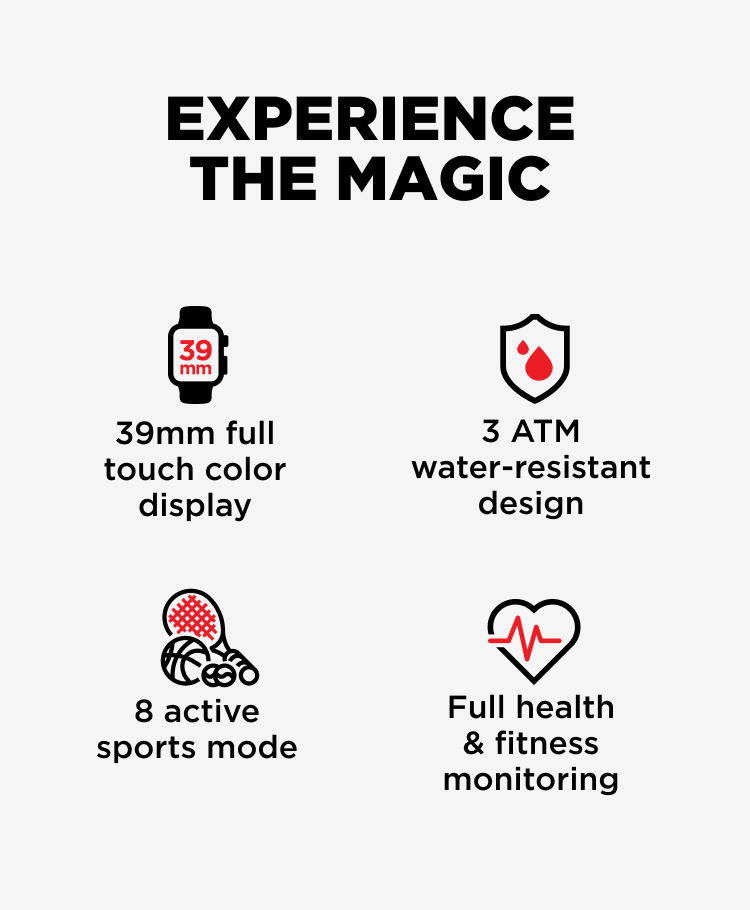 EXPERIENCE
THE MAGIC
39
mm
39mm full
touch color
display
3 ATM
water-resistant
design
8 active
sports mode
Full health
& fitness
monitoring